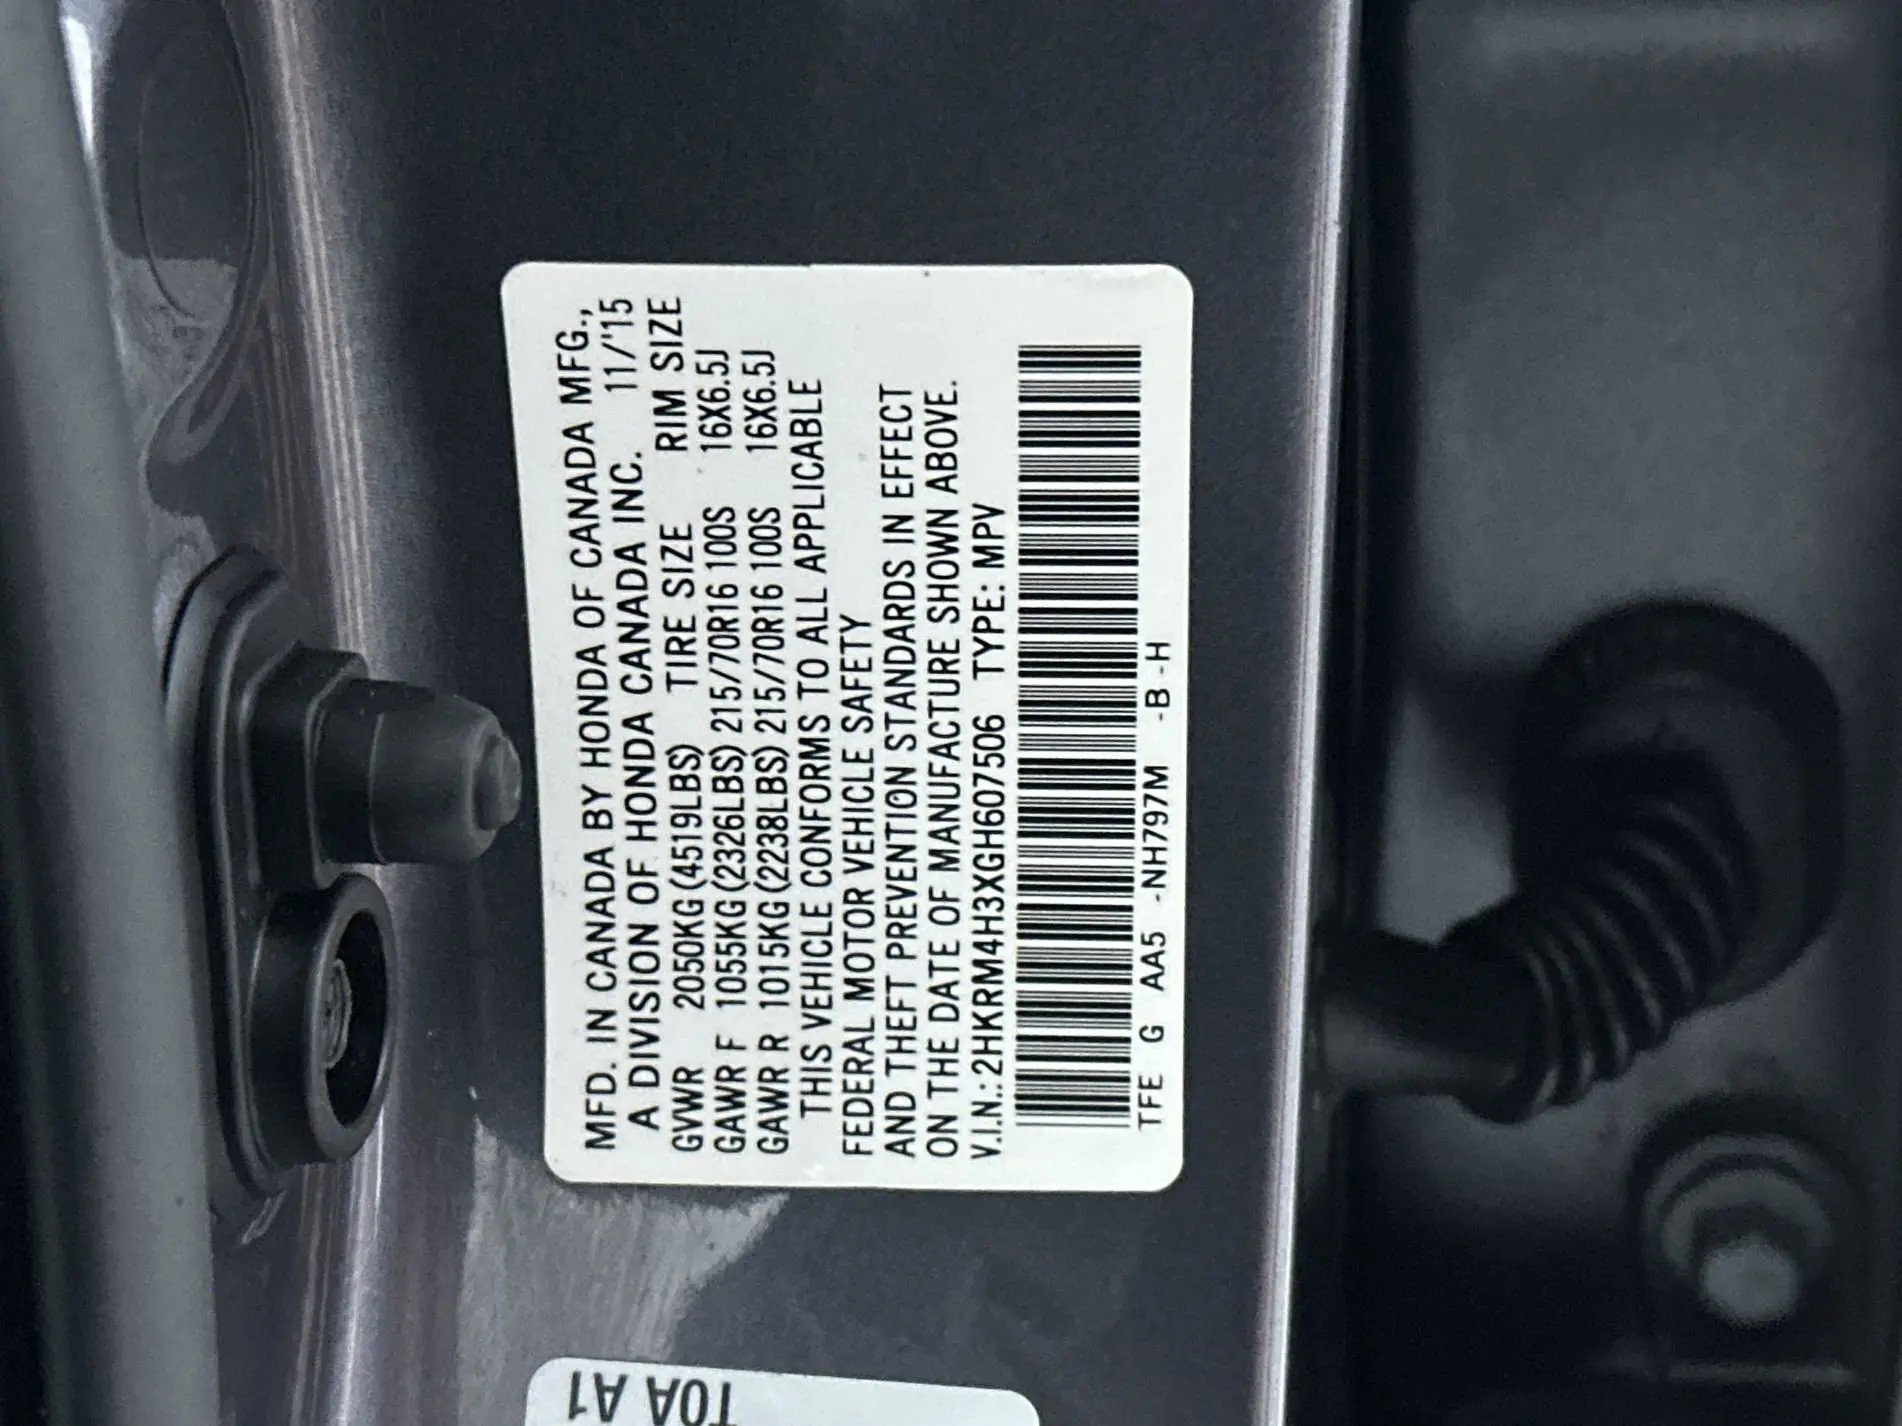 MFD. IN CANADA BY HONDA OF CANADA MFG.,
A DIVISION OF HONDA CANADA INC. 11/'15
GVWR 2050KG (4519LBS) TIRE SIZE RIM SIZE
GAWR F 1055KG (2326LBS) 215/70R16 100S 16X6.5J
GAWR R 1015KG (2238LBS) 215/70R16 100S 16X6.5J
THIS VEHICLE CONFORMS TO ALL APPLICABLE
FEDERAL MOTOR VEHICLE SAFETY
AND THEFT PREVENTION STANDARDS IN EFFECT
ON THE DATE OF MANUFACTURE SHOWN ABOVE.
V.I.N.: 2HKRM4H3XGH607506 TYPE: MPV
TFE G AA5 -NH797M -B -H
T0A A1